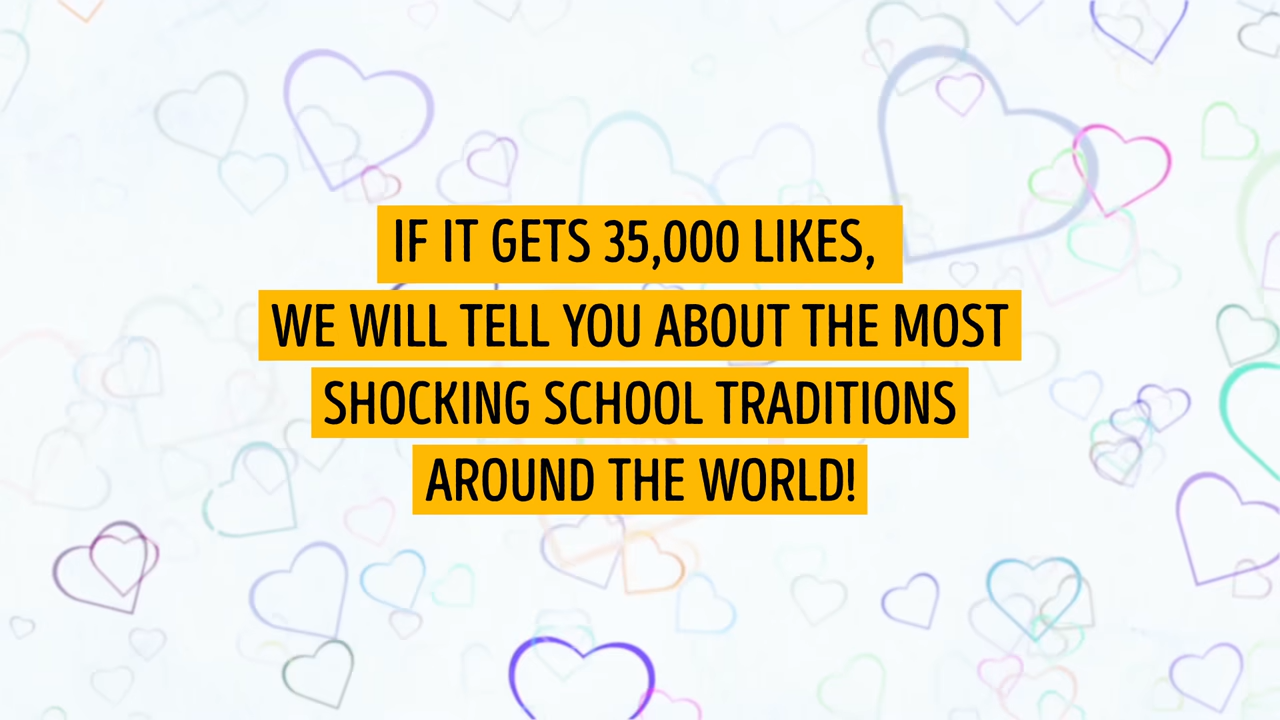 IF IT GETS 35,000 LIKES,
WE WILL TELL YOU ABOUT THE MOST
SHOCKING SCHOOL TRADITIONS
AROUND THE WORLD!